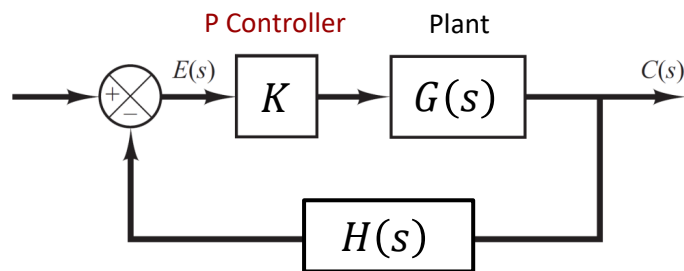 P Controller
Plant
E(s)
C(s)
+
−
K
G(s)
H(s)